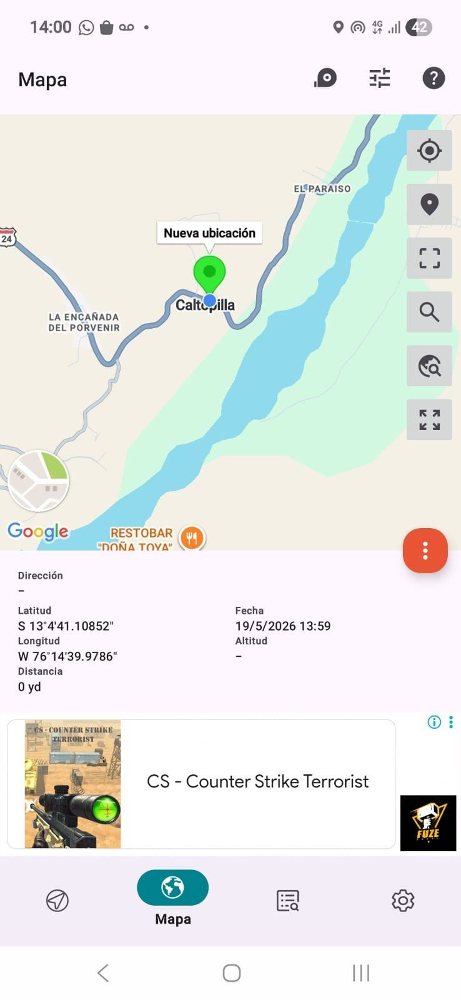 14:00
4G
42
Mapa
?
EL PARAISO
24
Nueva ubicación
Caltopilla
LA ENCAÑADA
DEL PORVENIR
Google
RESTOBAR
"DOÑA TOYA"
Dirección
–
Latitud
S 13°4'41.10852"
Fecha
19/5/2026 13:59
Longitud
W 76°14'39.9786"
Altitud
–
Distancia
0 yd
CS - COUNTER STRIKE
TERRORIST
CS - Counter Strike Terrorist
FUZE
Mapa